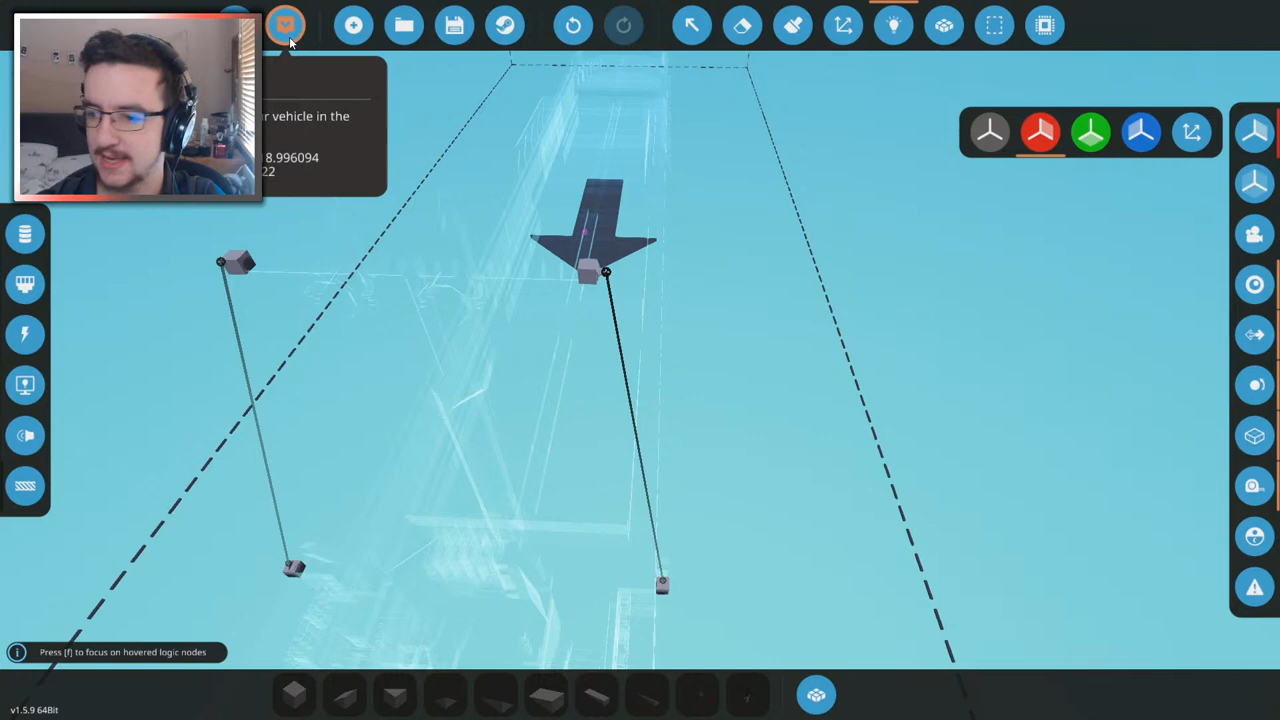 r vehicle in the
8.996094
22
Press [f] to focus on hovered logic nodes
v1.5.9 64Bit